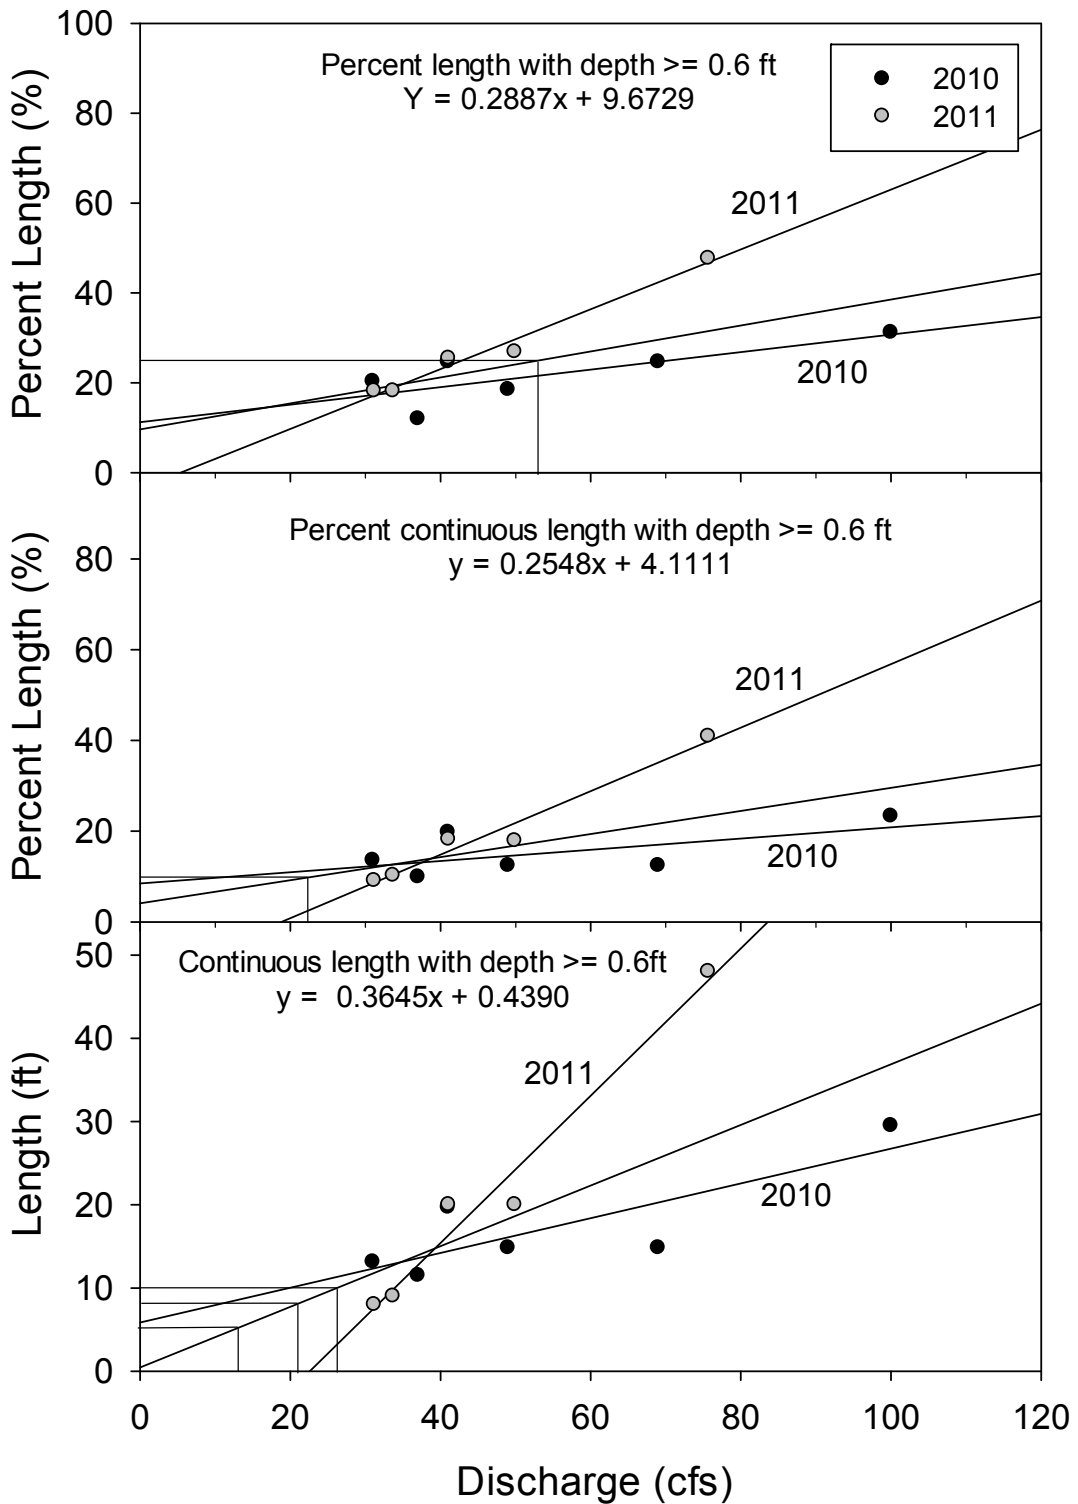 100
80
60
40
20
0
Percent Length (%)
Percent length with depth >= 0.6 ft
Y = 0.2887x + 9.6729
2010
2011
2011
2010
80
60
40
20
0
Percent Length (%)
Percent continuous length with depth >= 0.6 ft
y = 0.2548x + 4.1111
2011
2010
50
40
30
20
10
0
Length (ft)
Continuous length with depth >= 0.6ft
y = 0.3645x + 0.4390
2011
2010
0 20 40 60 80 100 120
Discharge (cfs)